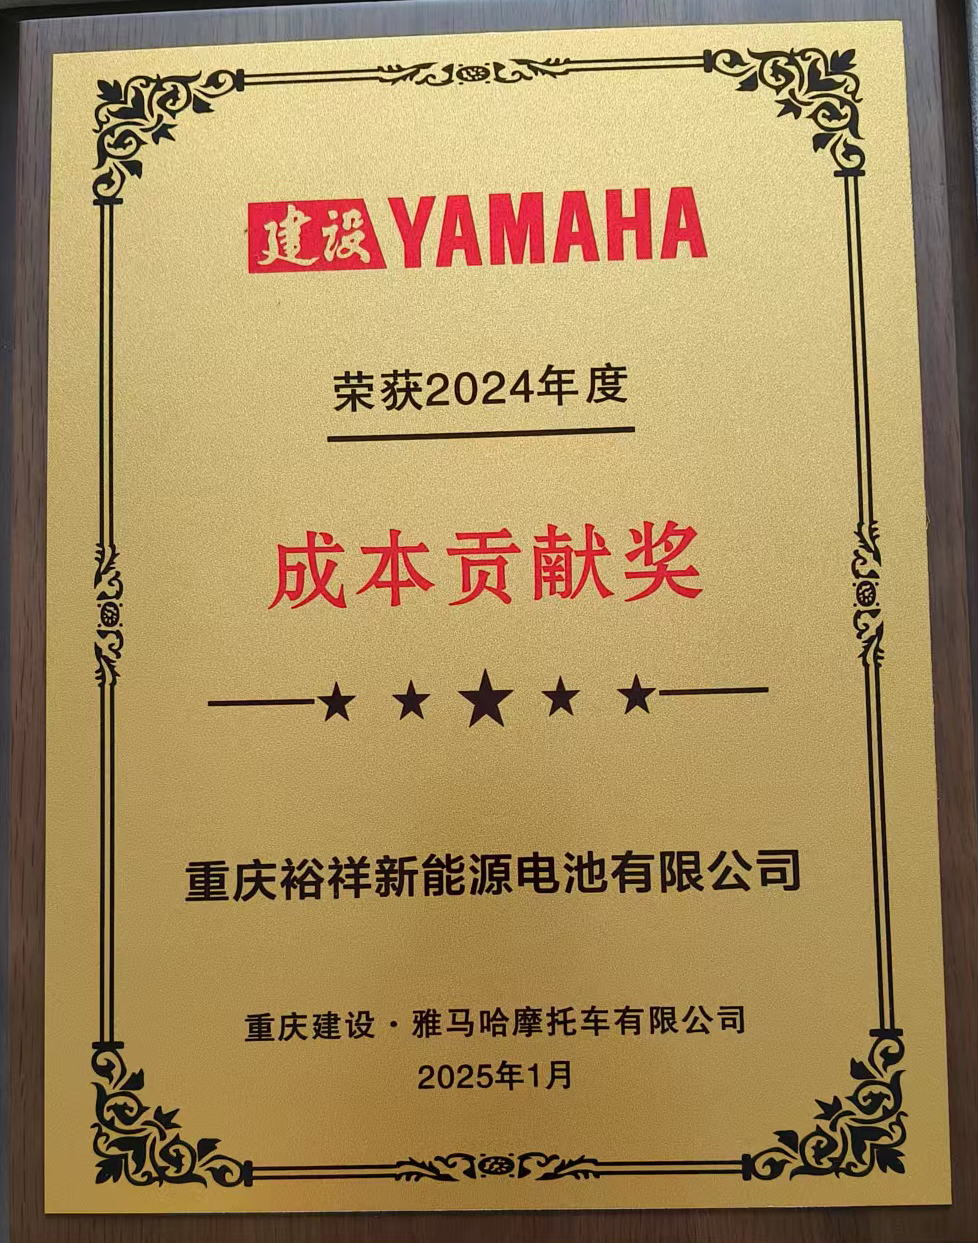 建设YAMAHA
荣获2024年度
成本贡献奖
重庆裕祥新能源电池有限公司
重庆建设·雅马哈摩托车有限公司
2025年1月